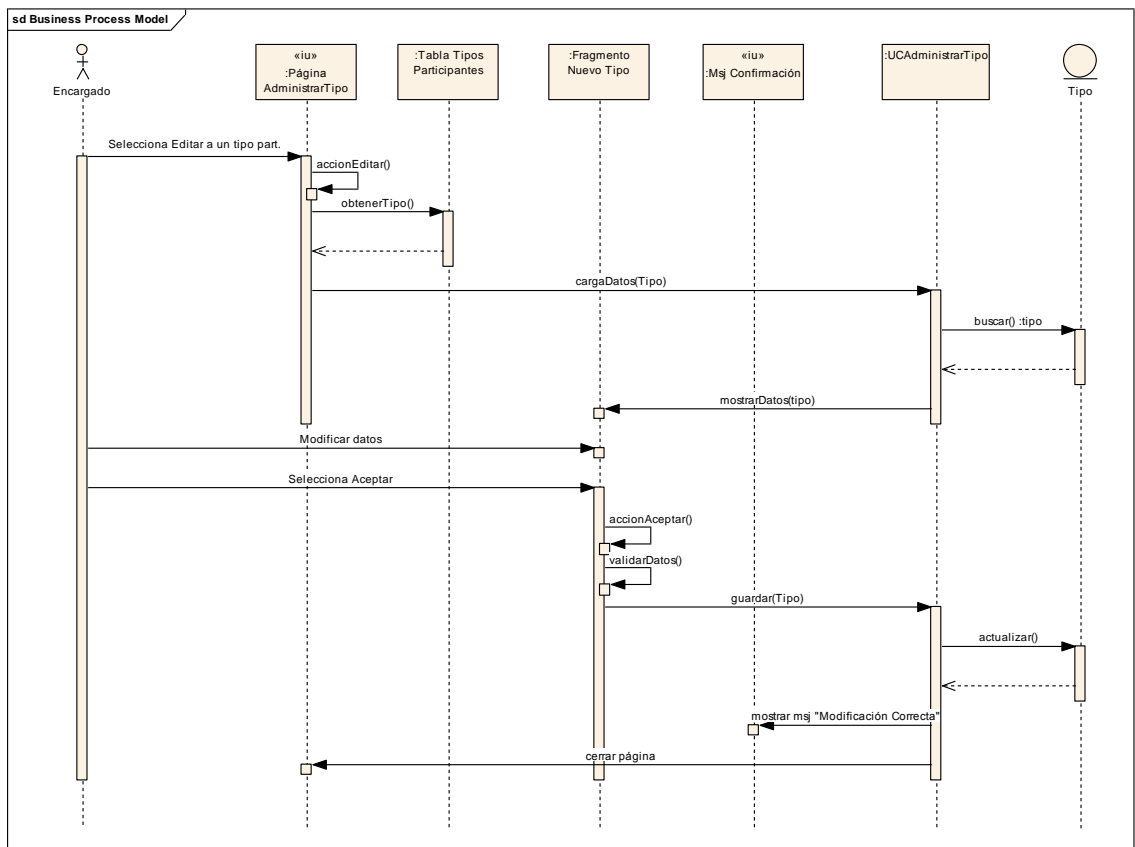 sd Business Process Model
Encargado
«iu»
:Página
AdministrarTipo
:Tabla Tipos
Participantes
:Fragmento
Nuevo Tipo
«iu»
:Msj Confirmación
:UCAdministrarTipo
Tipo
Selecciona Editar a un tipo part.
accionEditar()
obtenerTipo()
cargaDatos(Tipo)
buscar() :tipo
mostrarDatos(tipo)
Modificar datos
Selecciona Aceptar
accionAceptar()
validarDatos()
guardar(Tipo)
actualizar()
mostrar msj "Modificación Correcta"
cerrar página